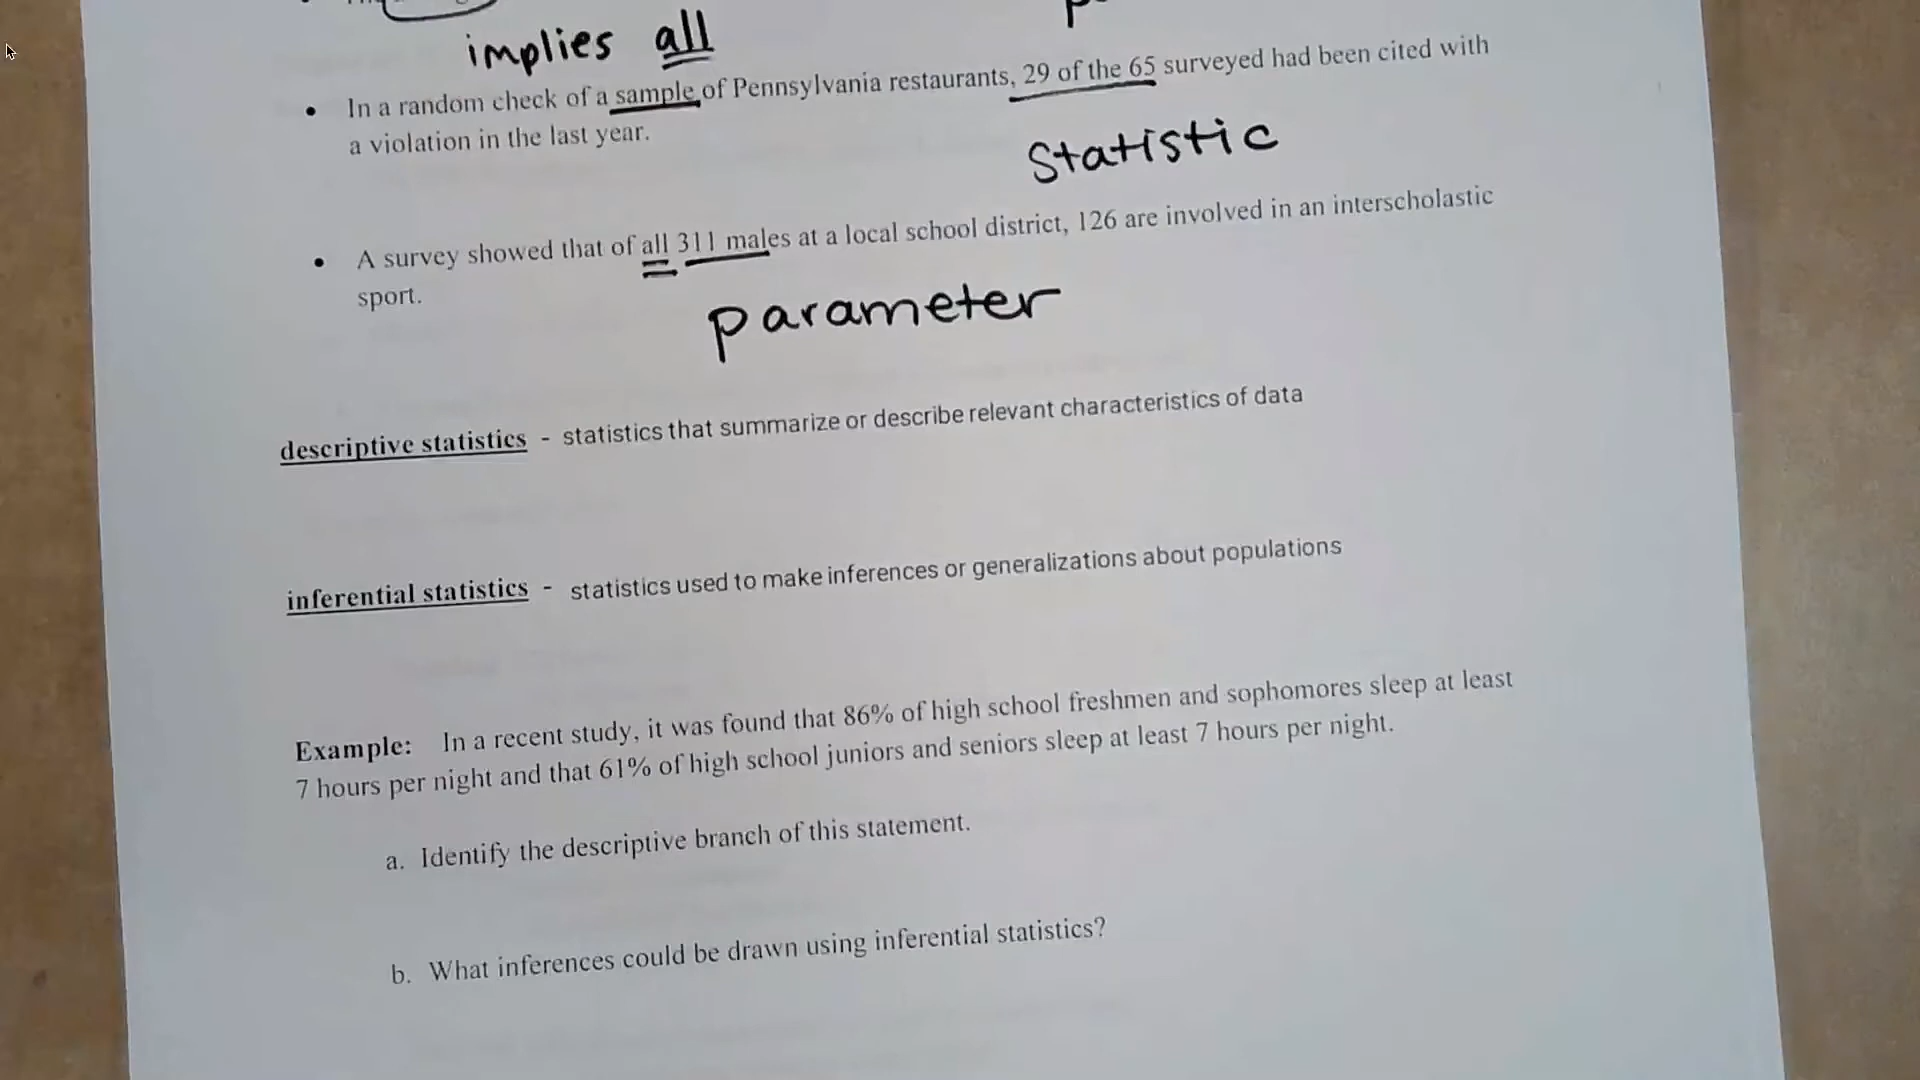 implies all
• In a random check of a sample of Pennsylvania restaurants, 29 of the 65 surveyed had been cited with
a violation in the last year.
Statistic
• A survey showed that of all 311 males at a local school district, 126 are involved in an interscholastic
sport.
parameter
descriptive statistics - statistics that summarize or describe relevant characteristics of data
inferential statistics - statistics used to make inferences or generalizations about populations
Example: In a recent study, it was found that 86% of high school freshmen and sophomores sleep at least
7 hours per night and that 61% of high school juniors and seniors sleep at least 7 hours per night.
a. Identify the descriptive branch of this statement.
b. What inferences could be drawn using inferential statistics?